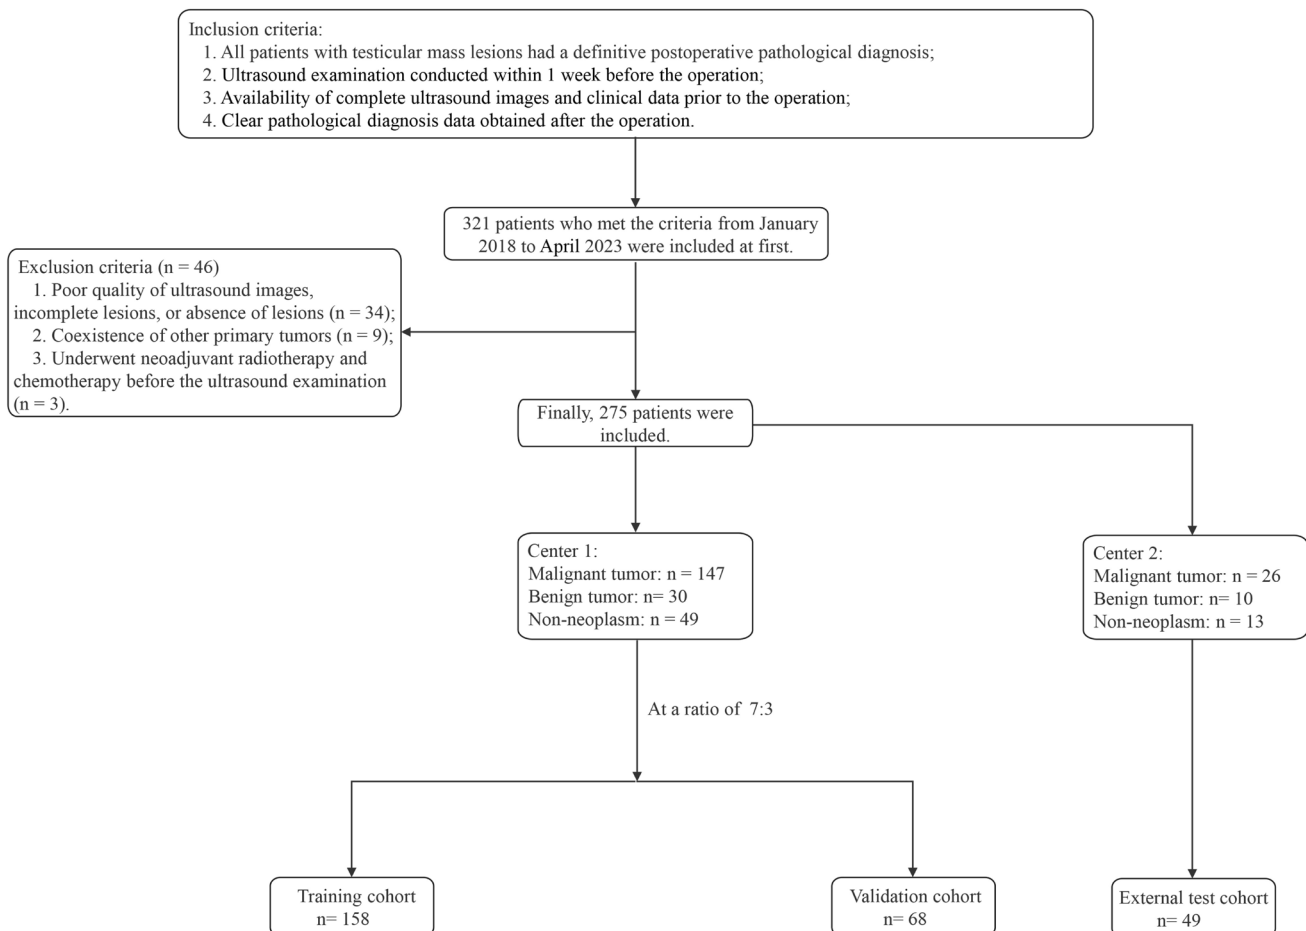 Inclusion criteria:
1. All patients with testicular mass lesions had a definitive postoperative pathological diagnosis;
2. Ultrasound examination conducted within 1 week before the operation;
3. Availability of complete ultrasound images and clinical data prior to the operation;
4. Clear pathological diagnosis data obtained after the operation.
321 patients who met the criteria from January
2018 to April 2023 were included at first.
Exclusion criteria (n = 46)
1. Poor quality of ultrasound images,
incomplete lesions, or absence of lesions (n = 34);
2. Coexistence of other primary tumors (n = 9);
3. Underwent neoadjuvant radiotherapy and
chemotherapy before the ultrasound examination
(n = 3).
Finally, 275 patients were
included.
Center 1:
Malignant tumor: n = 147
Benign tumor: n= 30
Non-neoplasm: n = 49
Center 2:
Malignant tumor: n = 26
Benign tumor: n= 10
Non-neoplasm: n = 13
At a ratio of 7:3
Training cohort
n= 158
Validation cohort
n= 68
External test cohort
n= 49